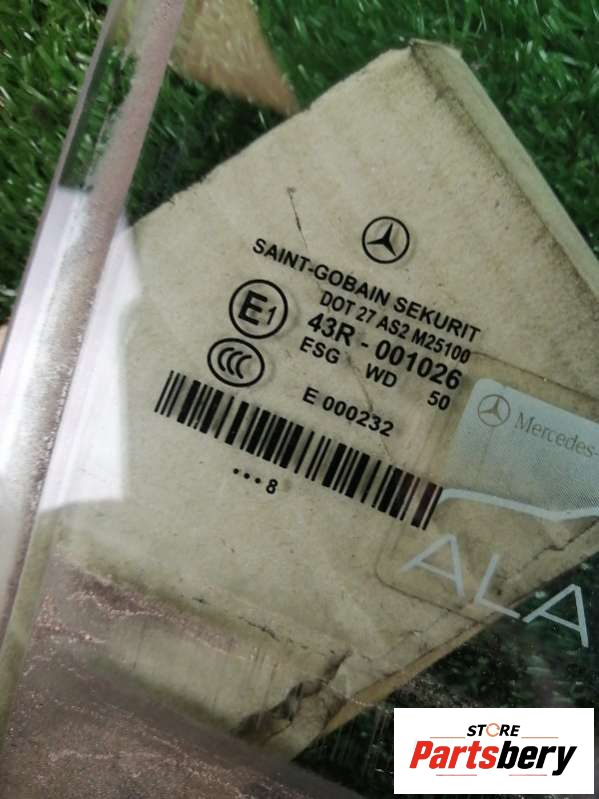 SAINT-GOBAIN SEKURIT
DOT 27 AS2 M25100
E1
43R - 001026
CCC
ESG WD 50
E 000232
•••8
Mercedes-
ALA
STORE
Partsbery